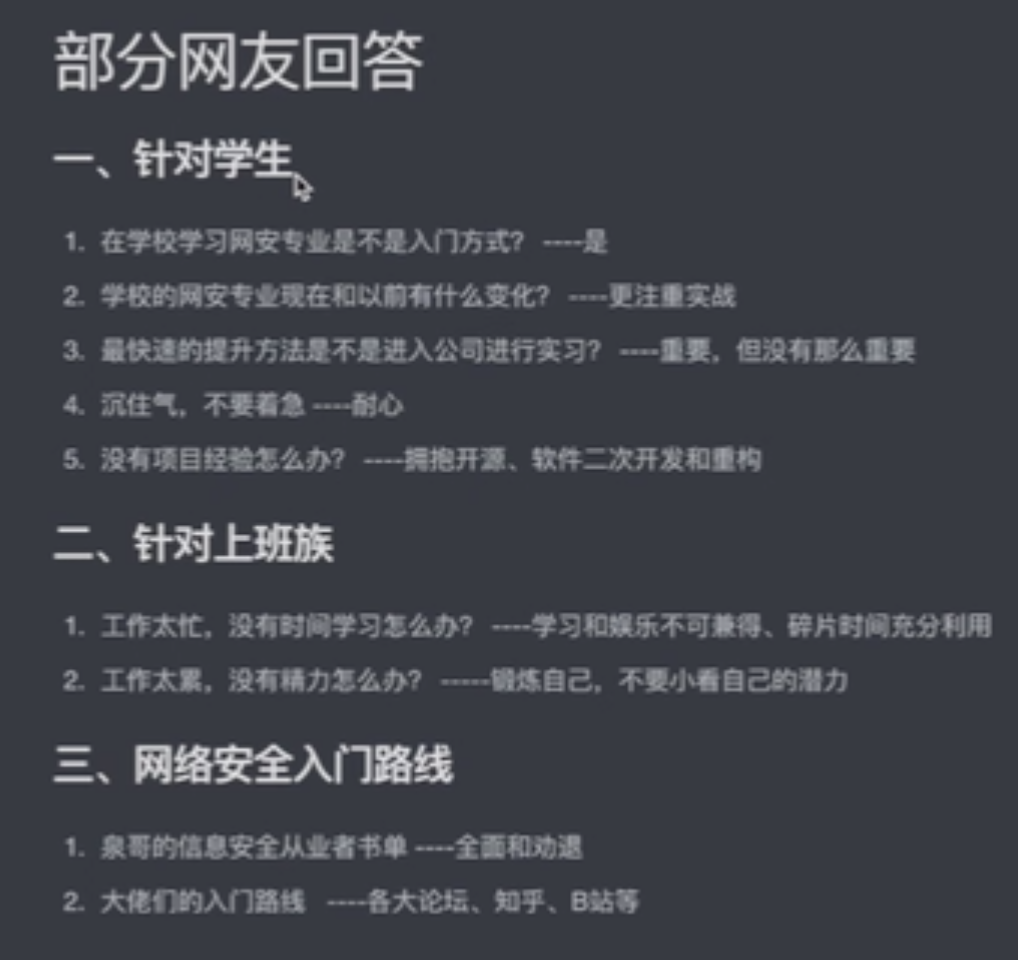 部分网友回答
一、针对学生
1. 在学校学习网安专业是不是入门方式? ----是
2. 学校的网安专业现在和以前有什么变化? ----更注重实战
3. 最快速的提升方法是不是进入公司进行实习? ----重要，但没有那么重要
4. 沉住气，不要着急 ----耐心
5. 没有项目经验怎么办? ----拥抱开源、软件二次开发和重构
二、针对上班族
1. 工作太忙，没有时间学习怎么办? ----学习和娱乐不可兼得、碎片时间充分利用
2. 工作太累，没有精力怎么办? -----锻炼自己，不要小看自己的潜力
三、网络安全入门路线
1. 泉哥的信息安全从业者书单 ----全面和劝退
2. 大佬们的入门路线 ----各大论坛、知乎、B站等